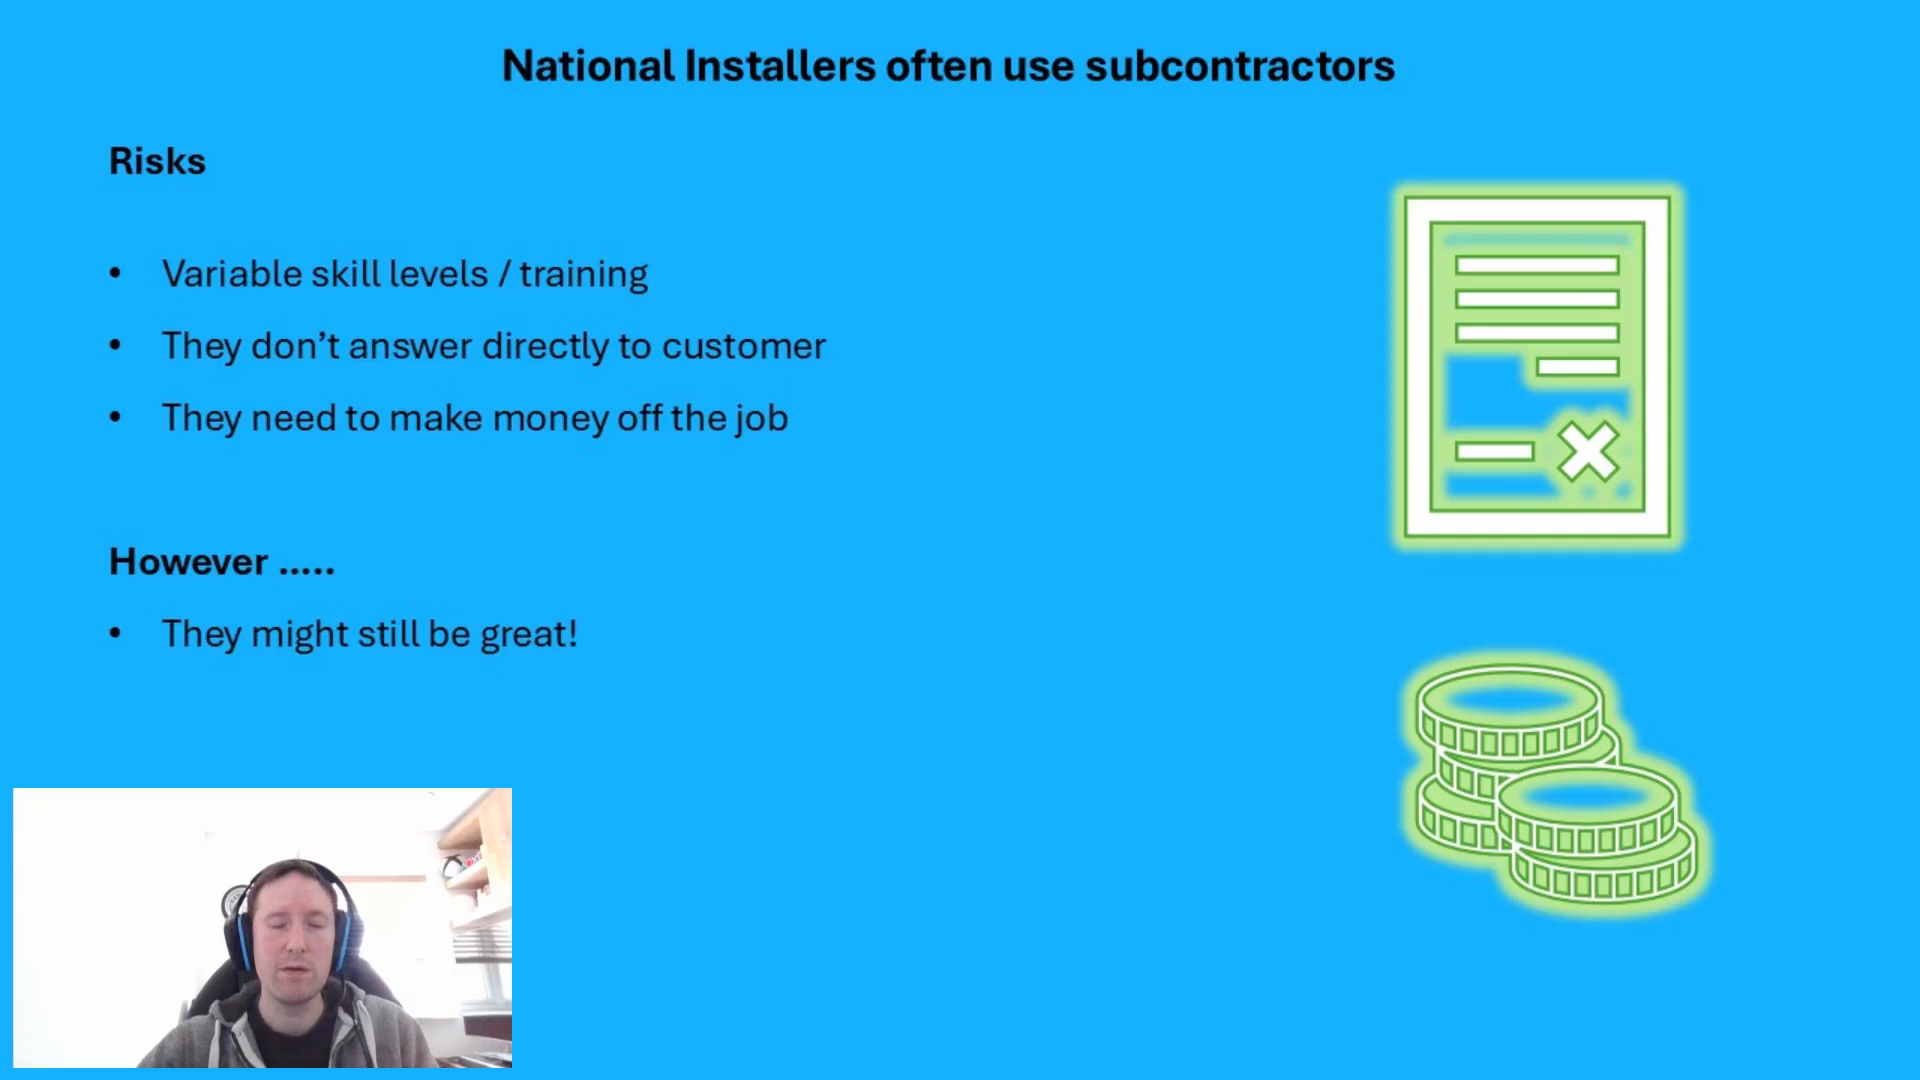 National Installers often use subcontractors
Risks
• Variable skill levels / training
• They don’t answer directly to customer
• They need to make money off the job
However .....
• They might still be great!